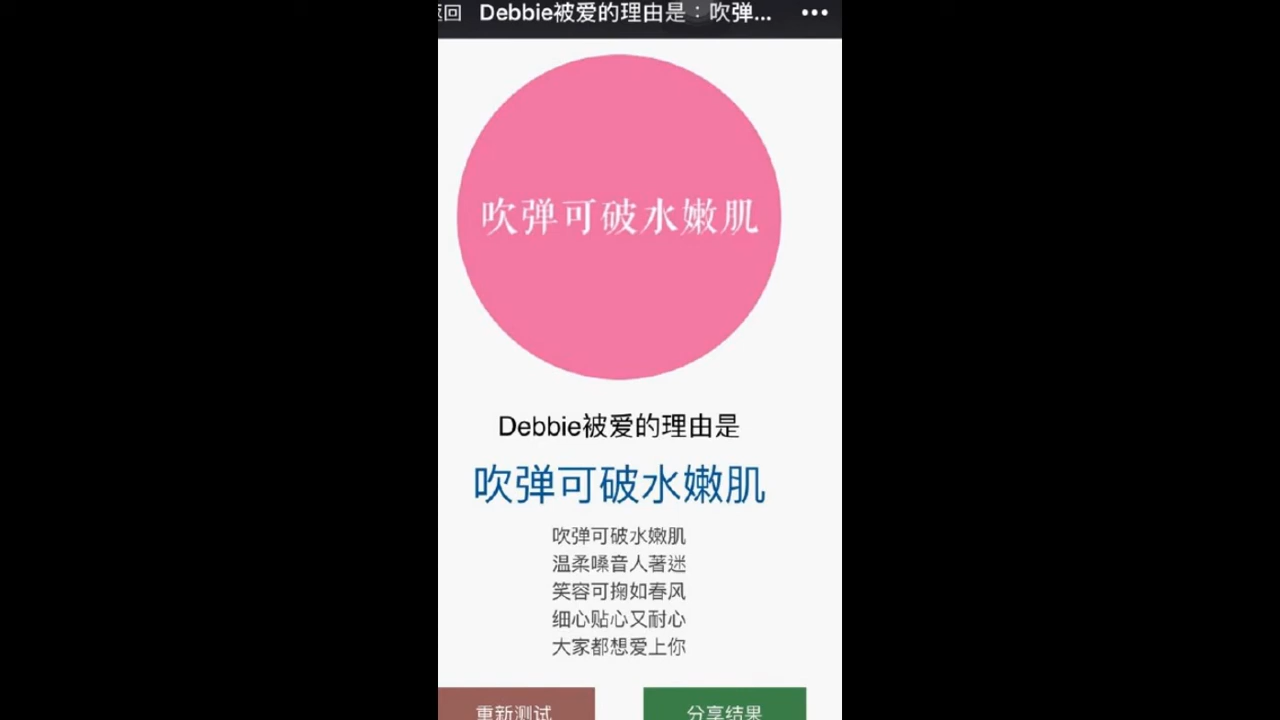 返回 Debbie被爱的理由是：吹弹... •••
吹弹可破水嫩肌
Debbie被爱的理由是
吹弹可破水嫩肌
吹弹可破水嫩肌
温柔嗓音人著迷
笑容可掬如春风
细心贴心又耐心
大家都想爱上你
重新测试
分享结果